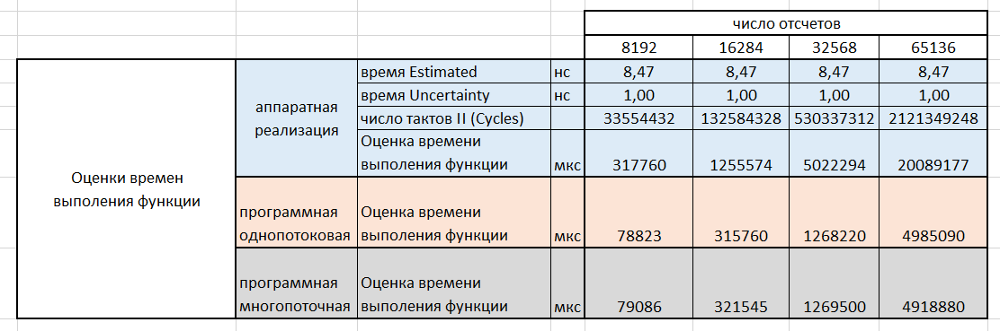 число отсчетов
8192 16284 32568 65136
Оценки времен
выполения функции
аппаратная
реализация
время Estimated нс 8,47 8,47 8,47 8,47
время Uncertainty нс 1,00 1,00 1,00 1,00
число тактов II (Cycles) 33554432 132584328 530337312 2121349248
Оценка времени
выполения функции мкс 317760 1255574 5022294 20089177
программная
однопотоковая
Оценка времени
выполения функции мкс 78823 315760 1268220 4985090
программная
многопоточная
Оценка времени
выполения функции мкс 79086 321545 1269500 4918880